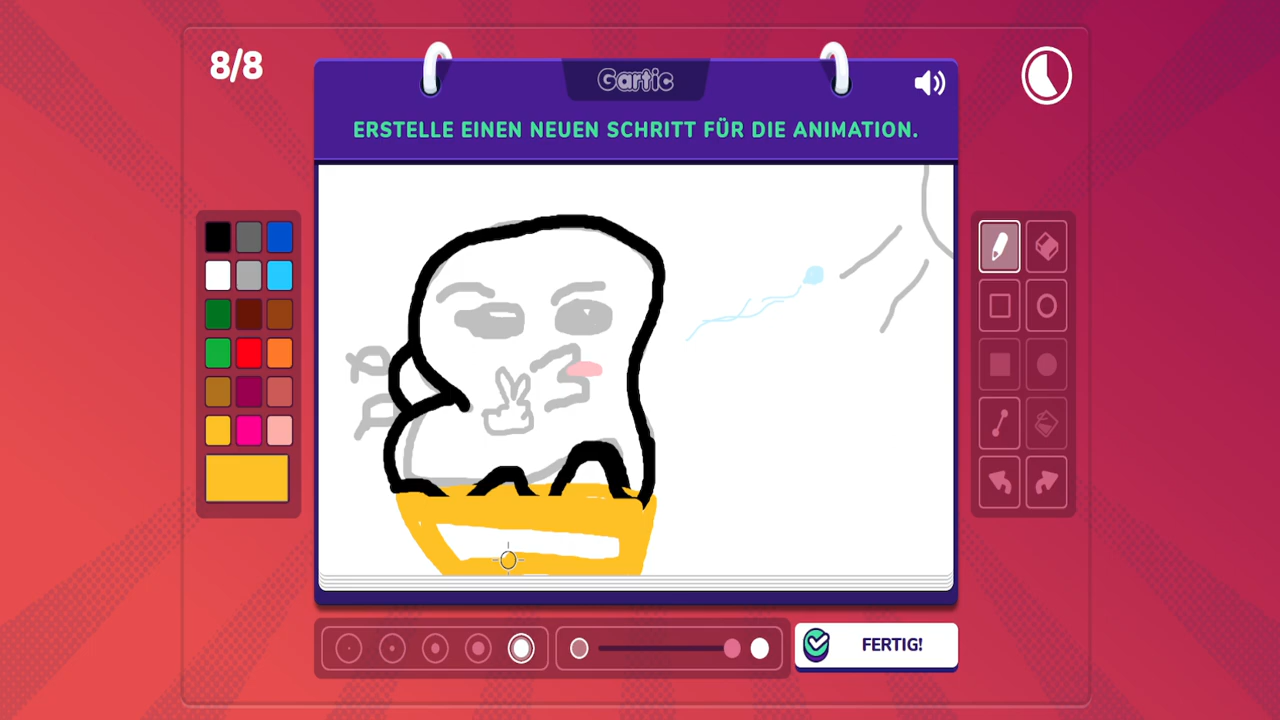 8/8
Gartic
ERSTELLE EINEN NEUEN SCHRITT FÜR DIE ANIMATION.
FERTIG!